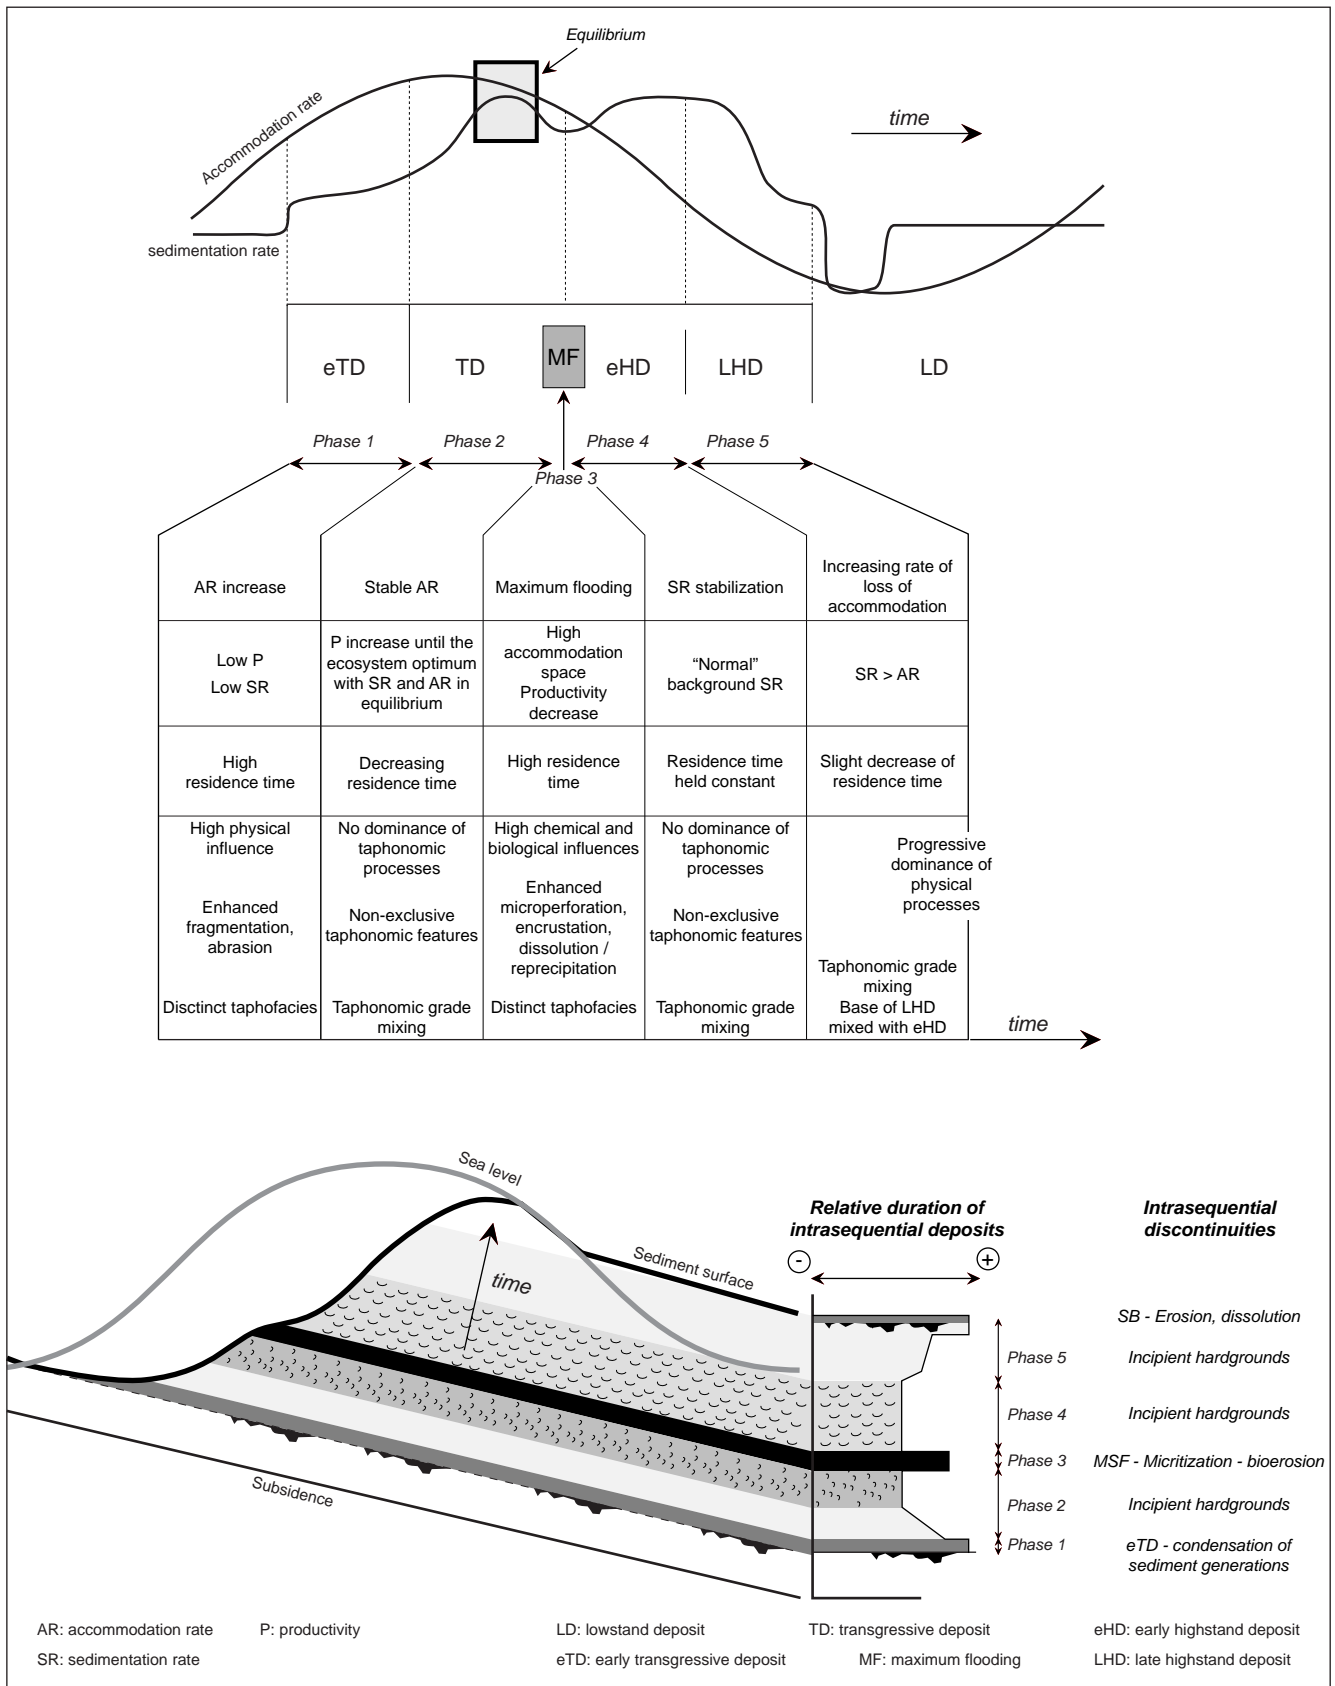 Equilibrium
Accommodation rate
time
sedimentation rate
eTD
TD
MF
eHD
LHD
LD
Phase 1
Phase 2
Phase 4
Phase 5
Phase 3
AR increase
Stable AR
Maximum flooding
SR stabilization
Increasing rate of
loss of
accommodation
Low P
Low SR
P increase until the
ecosystem optimum
with SR and AR in
equilibrium
High
accommodation
space
Productivity
decrease
“Normal”
background SR
SR > AR
High
residence time
Decreasing
residence time
High residence
time
Residence time
held constant
Slight decrease of
residence time
High physical
influence
Enhanced
fragmentation,
abrasion
Disctinct taphofacies
No dominance of
taphonomic
processes
Non-exclusive
taphonomic features
Taphonomic grade
mixing
High chemical and
biological influences
Enhanced
microperforation,
encrustation,
dissolution /
reprecipitation
Distinct taphofacies
No dominance of
taphonomic
processes
Non-exclusive
taphonomic features
Taphonomic grade
mixing
Progressive
dominance of
physical
processes
Taphonomic grade
mixing
Base of LHD
mixed with eHD
time
Sea level
time
Sediment surface
Subsidence
Relative duration of
intrasequential deposits
-
+
Intrasequential
discontinuities
SB - Erosion, dissolution
Phase 5
Incipient hardgrounds
Phase 4
Incipient hardgrounds
Phase 3
MSF - Micritization - bioerosion
Phase 2
Incipient hardgrounds
Phase 1
eTD - condensation of
sediment generations
AR: accommodation rate
P: productivity
LD: lowstand deposit
TD: transgressive deposit
eHD: early highstand deposit
SR: sedimentation rate
eTD: early transgressive deposit
MF: maximum flooding
LHD: late highstand deposit